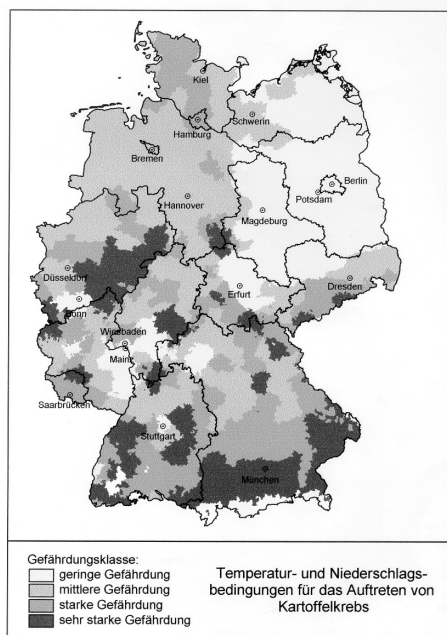 Kiel
Schwerin
Hamburg
Bremen
Berlin
Potsdam
Hannover
Magdeburg
Düsseldorf
Dresden
Erfurt
Bonn
Wiesbaden
Mainz
Saarbrücken
Stuttgart
München
Gefährdungsklasse:
geringe Gefährdung
mittlere Gefährdung
starke Gefährdung
sehr starke Gefährdung
Temperatur- und Niederschlags-
bedingungen für das Auftreten von
Kartoffelkrebs